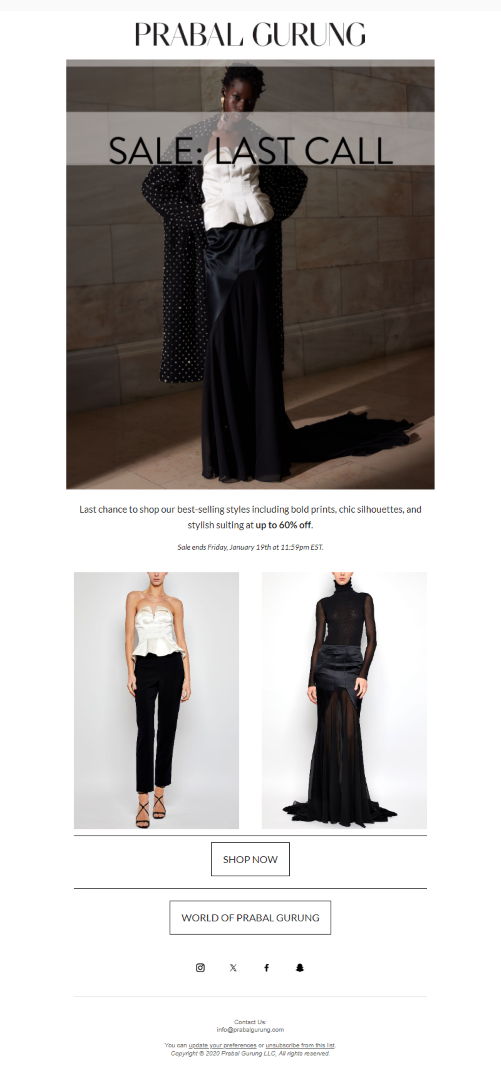 PRABAL GURUNG
SALE: LAST CALL
Last chance to shop our best-selling styles including bold prints, chic silhouettes, and
stylish suiting at up to 60% off.
Sale ends Friday, January 19th at 11:59pm EST.
SHOP NOW
WORLD OF PRABAL GURUNG
Contact Us:
info@prabalgurung.com
You can update your preferences or unsubscribe from this list.
Copyright © 2020 Prabal Gurung LLC, All rights reserved.